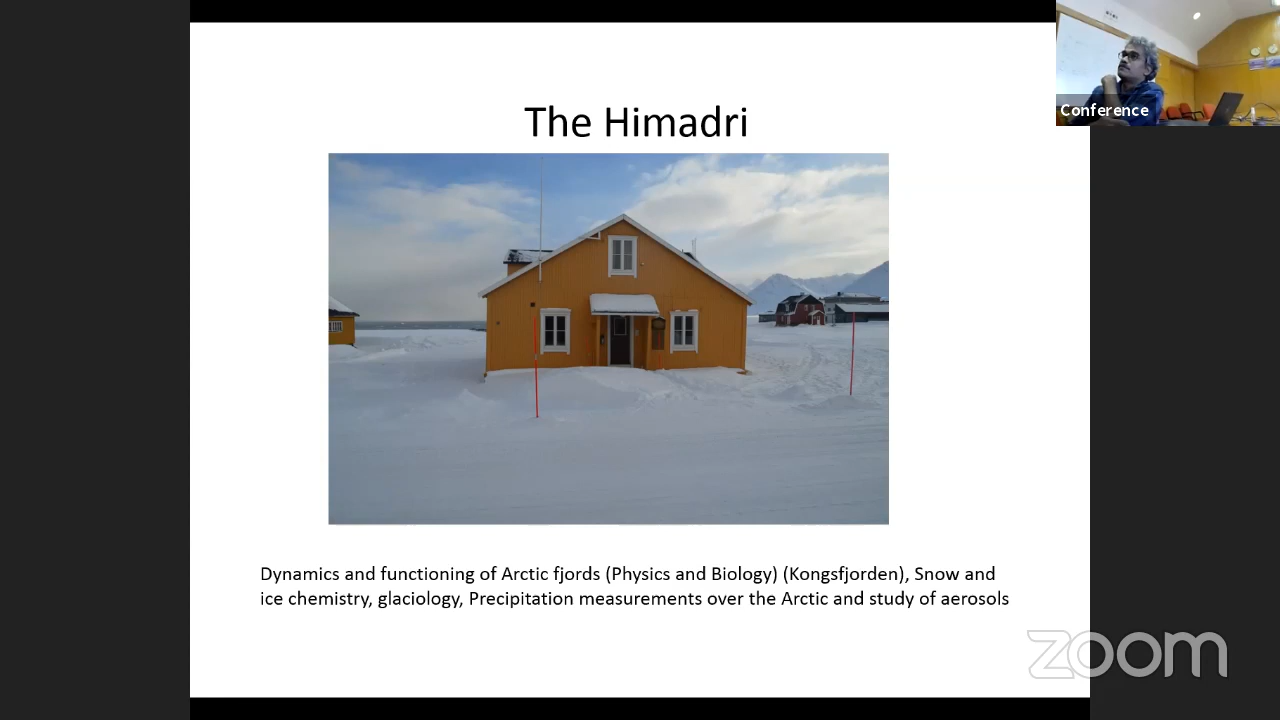 The Himadri
Conference
Dynamics and functioning of Arctic fjords (Physics and Biology) (Kongsfjorden), Snow and
ice chemistry, glaciology, Precipitation measurements over the Arctic and study of aerosols
zoom